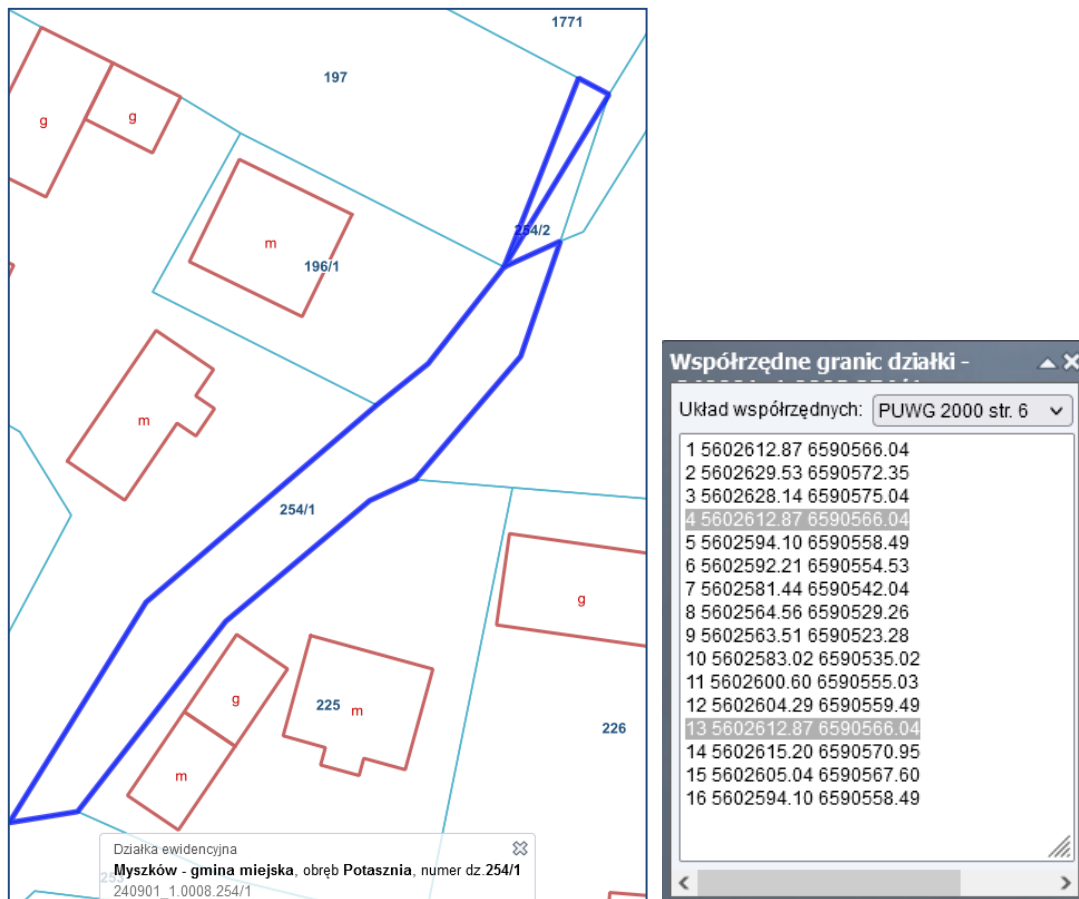 1771
197
g
g
254/2
m
196/1
m
254/1
g
g
225
m
226
m
Działka ewidencyjna
Myszków - gmina miejska, obręb Potasznia, numer dz.254/1
240901_1.0008.254/1
Współrzędne granic działki -
Układ współrzędnych: PUWG 2000 str. 6
1 5602612.87 6590566.04
2 5602629.53 6590572.35
3 5602628.14 6590575.04
4 5602612.87 6590566.04
5 5602594.10 6590558.49
6 5602592.21 6590554.53
7 5602581.44 6590542.04
8 5602564.56 6590529.26
9 5602563.51 6590523.28
10 5602583.02 6590535.02
11 5602600.60 6590555.03
12 5602604.29 6590559.49
13 5602612.87 6590566.04
14 5602615.20 6590570.95
15 5602605.04 6590567.60
16 5602594.10 6590558.49